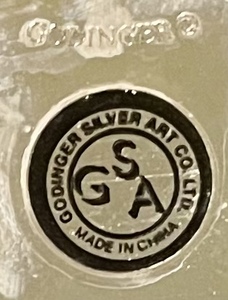 GODINGER ©
GODINGER SILVER ART CO., LTD.
GSA
MADE IN CHINA